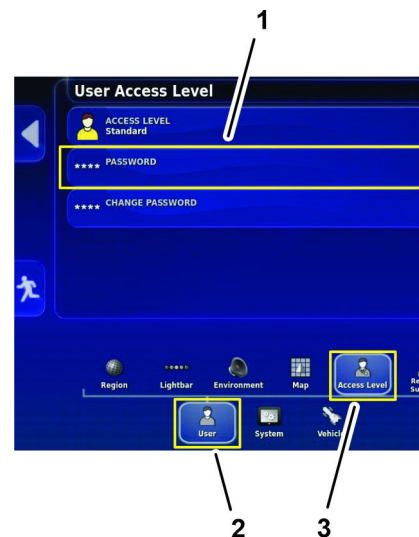 1
User Access Level
ACCESS LEVEL
Standard
**** PASSWORD
**** CHANGE PASSWORD
Region Lightbar Environment Map Access Level
User System Vehicle
2 3